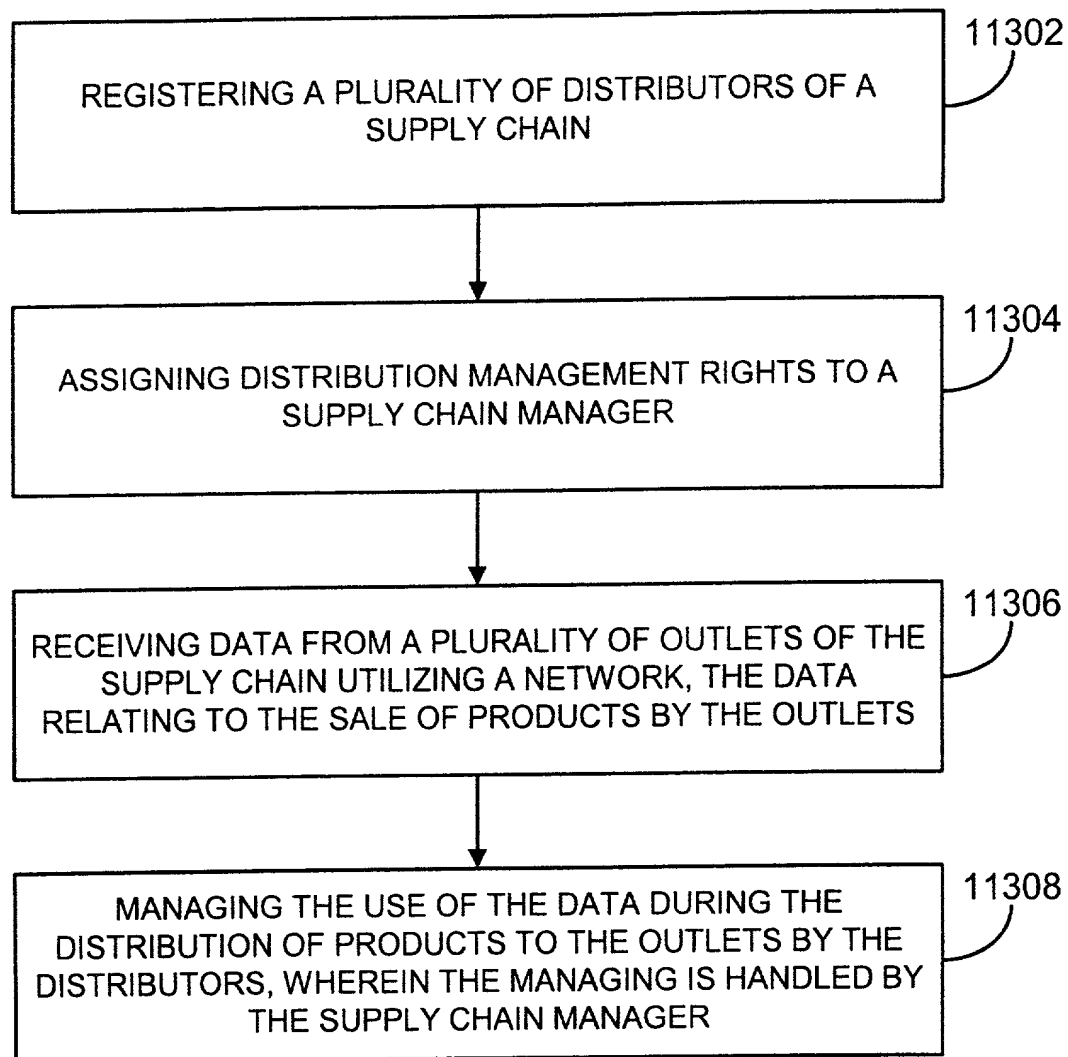 11302
REGISTERING A PLURALITY OF DISTRIBUTORS OF A
SUPPLY CHAIN
11304
ASSIGNING DISTRIBUTION MANAGEMENT RIGHTS TO A
SUPPLY CHAIN MANAGER
11306
RECEIVING DATA FROM A PLURALITY OF OUTLETS OF THE
SUPPLY CHAIN UTILIZING A NETWORK, THE DATA
RELATING TO THE SALE OF PRODUCTS BY THE OUTLETS
11308
MANAGING THE USE OF THE DATA DURING THE
DISTRIBUTION OF PRODUCTS TO THE OUTLETS BY THE
DISTRIBUTORS, WHEREIN THE MANAGING IS HANDLED BY
THE SUPPLY CHAIN MANAGER